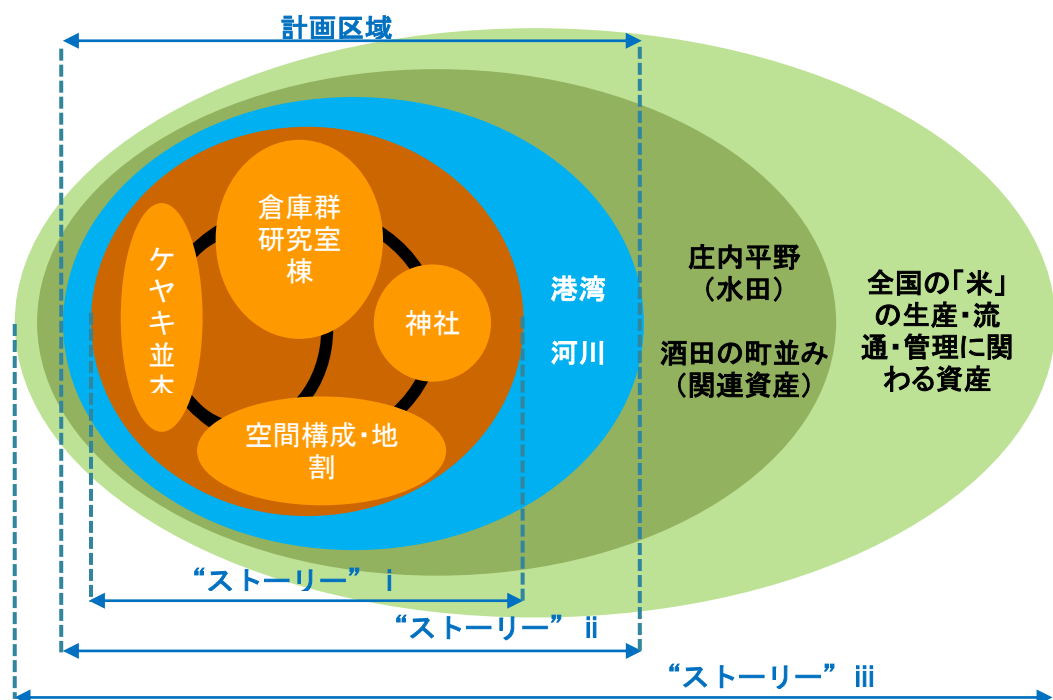 計画区域
倉庫群
研究室
棟
ケヤキ並木
神社
空間構成・地
割
港湾
河川
庄内平野
(水田)
酒田の町並み
(関連資産)
全国の「米」
の生産・流
通・管理に関
わる資産
“ストーリー” ⅰ
“ストーリー” ⅱ
“ストーリー” ⅲ